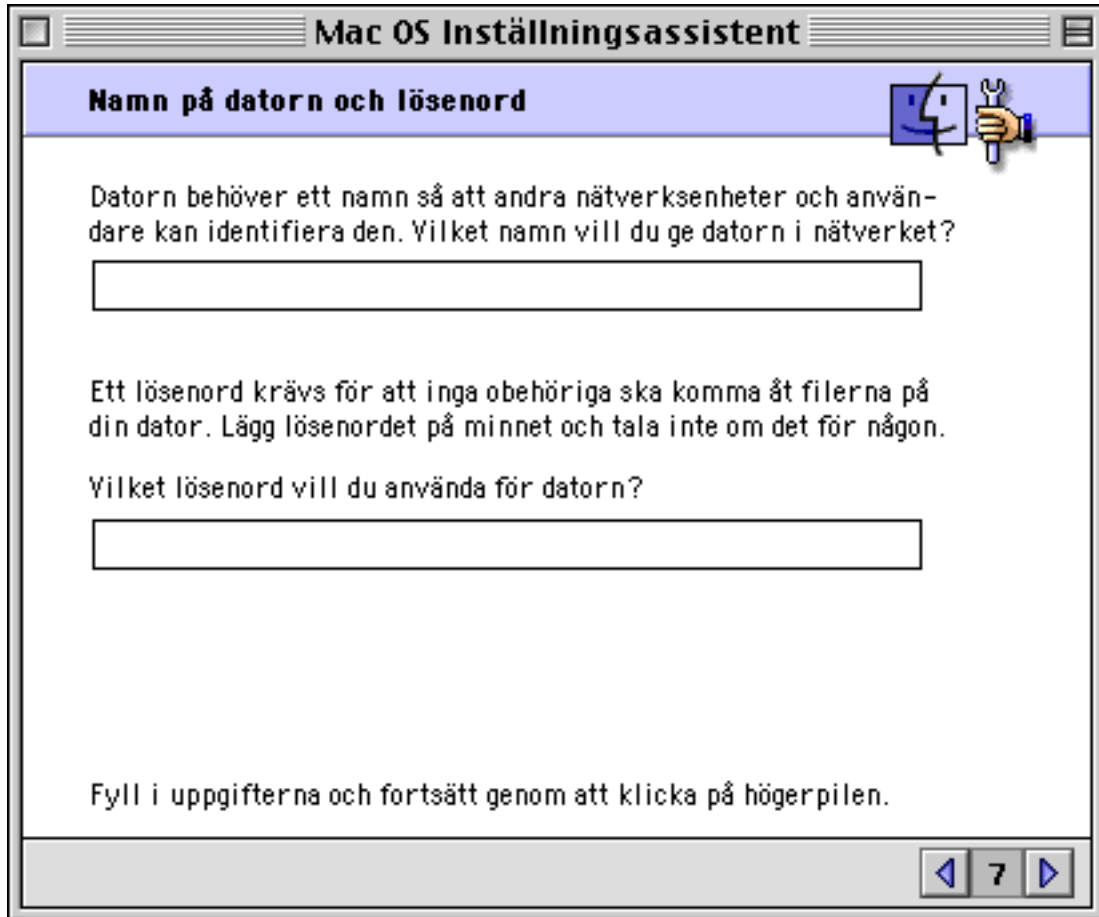 Mac OS Inställningsassistent
Namn på datorn och lösenord
Datorn behöver ett namn så att andra nätverksenheter och använ-
dare kan identifiera den. Vilket namn vill du ge datorn i nätverket?
Ett lösenord krävs för att inga obehöriga ska komma åt filerna på
din dator. Lägg lösenordet på minnet och tala inte om det för någon.
Vilket lösenord vill du använda för datorn?
Fyll i uppgifterna och fortsätt genom att klicka på högerpilen.
7